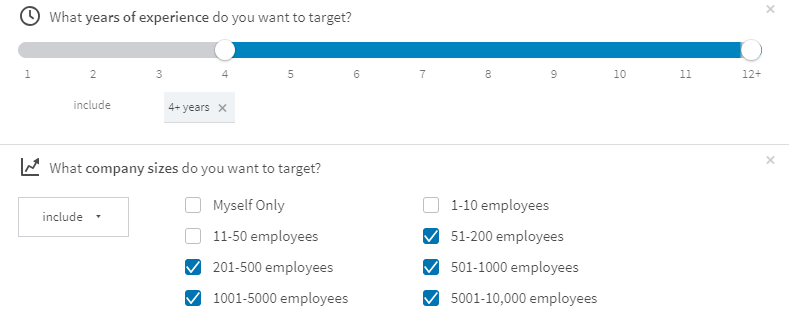 What years of experience do you want to target?
1 2 3 4 5 6 7 8 9 10 11 12+
include 4+ years ×
What company sizes do you want to target?
include
Myself Only 1-10 employees
11-50 employees 51-200 employees
201-500 employees 501-1000 employees
1001-5000 employees 5001-10,000 employees